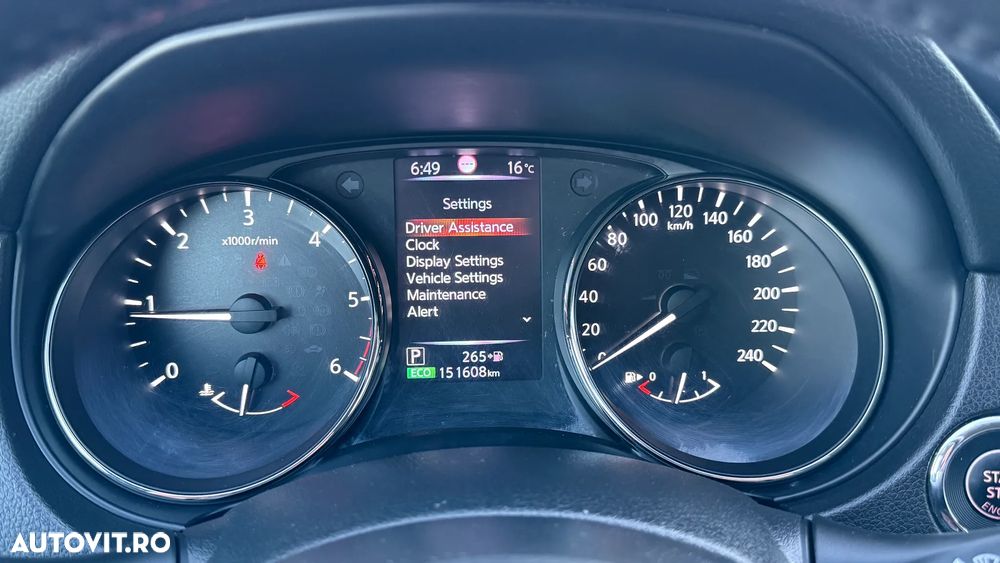 6:49 16°C
Settings
Driver Assistance
Clock
Display Settings
Vehicle Settings
Maintenance
Alert
P 265
ECO 151608km
0 1 2 3 4 5 6
x1000r/min
0 20 40 60 80 100 120 140 160 180 200 220 240
km/h
0 1
AUTOVIT.RO